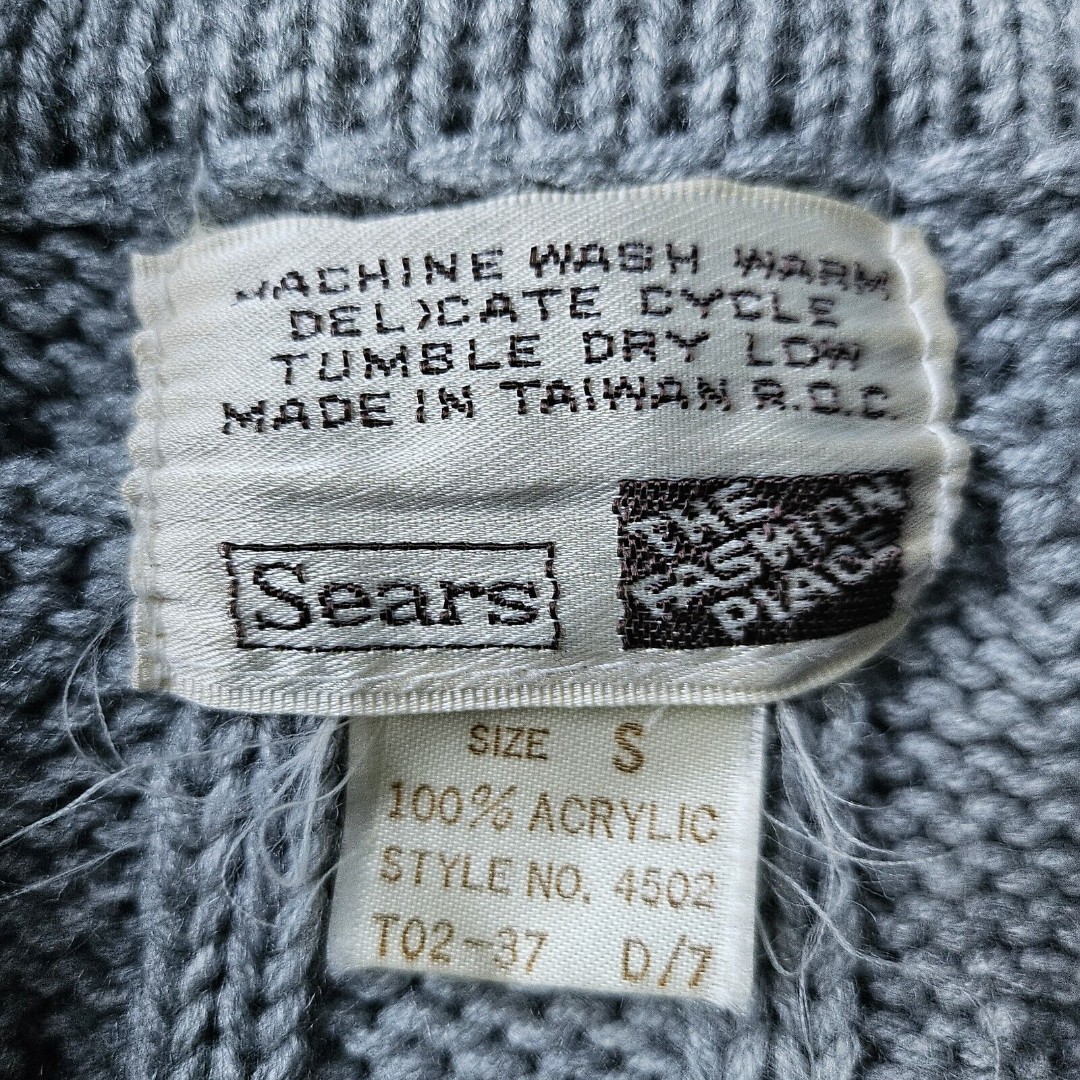 MACHINE WASH WARM
DELICATE CYCLE
TUMBLE DRY LOW
MADE IN TAIWAN R.O.C.
Sears
THE
FASHION
PLACE
SIZE S
100% ACRYLIC
STYLE NO. 4502
T02-37 D/7